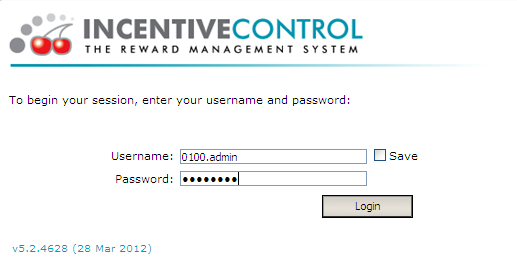 INCENTIVECONTROL
THE REWARD MANAGEMENT SYSTEM
To begin your session, enter your username and password:
Username: 0100.admin Save
Password: ●●●●●●●●
Login
v5.2.4628 (28 Mar 2012)